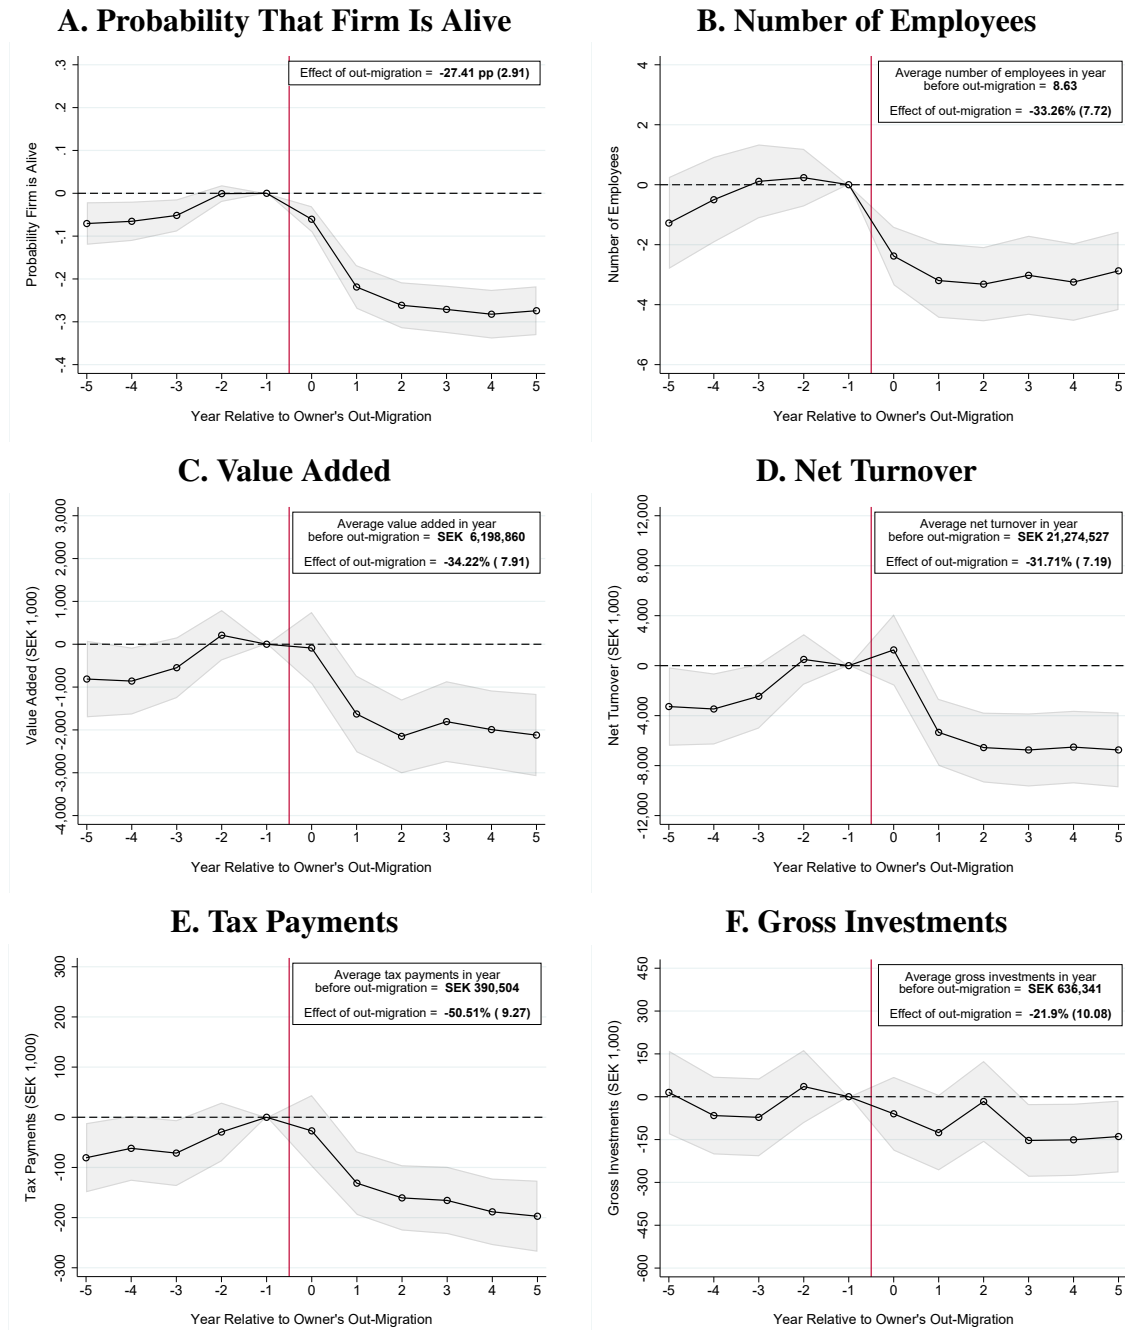 A. Probability That Firm Is Alive
Effect of out-migration = -27.41 pp (2.91)
Probability Firm is Alive
.3
.2
.1
0
-.1
-.2
-.3
-.4
-5 -4 -3 -2 -1 0 1 2 3 4 5
Year Relative to Owner's Out-Migration
B. Number of Employees
Average number of employees in year
before out-migration = 8.63
Effect of out-migration = -33.26% (7.72)
Number of Employees
4
2
0
-2
-4
-6
-5 -4 -3 -2 -1 0 1 2 3 4 5
Year Relative to Owner's Out-Migration
C. Value Added
Average value added in year
before out-migration = SEK 6,198,860
Effect of out-migration = -34.22% ( 7.91)
Value Added (SEK 1,000)
3,000
2,000
1,000
0
-1,000
-2,000
-3,000
-4,000
-5 -4 -3 -2 -1 0 1 2 3 4 5
Year Relative to Owner's Out-Migration
D. Net Turnover
Average net turnover in year
before out-migration = SEK 21,274,527
Effect of out-migration = -31.71% ( 7.19)
Net Turnover (SEK 1,000)
12,000
8,000
4,000
0
-4,000
-8,000
-12,000
-5 -4 -3 -2 -1 0 1 2 3 4 5
Year Relative to Owner's Out-Migration
E. Tax Payments
Average tax payments in year
before out-migration = SEK 390,504
Effect of out-migration = -50.51% ( 9.27)
Tax Payments (SEK 1,000)
300
200
100
0
-100
-200
-300
-5 -4 -3 -2 -1 0 1 2 3 4 5
Year Relative to Owner's Out-Migration
F. Gross Investments
Average gross investments in year
before out-migration = SEK 636,341
Effect of out-migration = -21.9% (10.08)
Gross Investments (SEK 1,000)
450
300
150
0
-150
-300
-450
-600
-5 -4 -3 -2 -1 0 1 2 3 4 5
Year Relative to Owner's Out-Migration